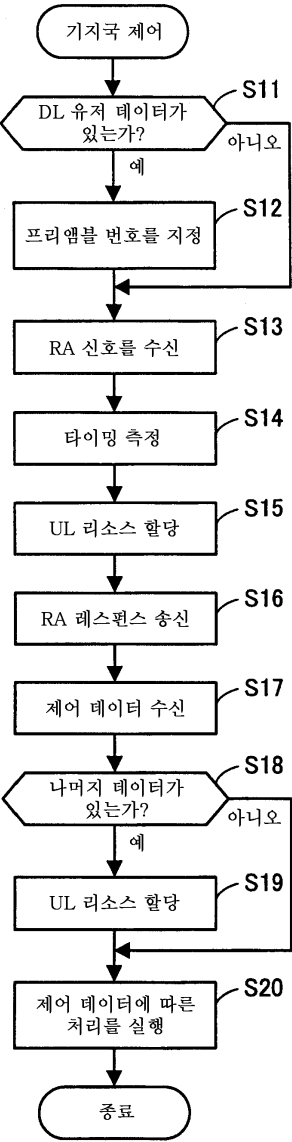 기지국 제어
S11
DL 유저 데이터가
있는가?
아니오
예
S12
프리앰블 번호를 지정
S13
RA 신호를 수신
S14
타이밍 측정
S15
UL 리소스 할당
S16
RA 레스펀스 송신
S17
제어 데이터 수신
S18
나머지 데이터가
있는가?
아니오
예
S19
UL 리소스 할당
S20
제어 데이터에 따른
처리를 실행
종료